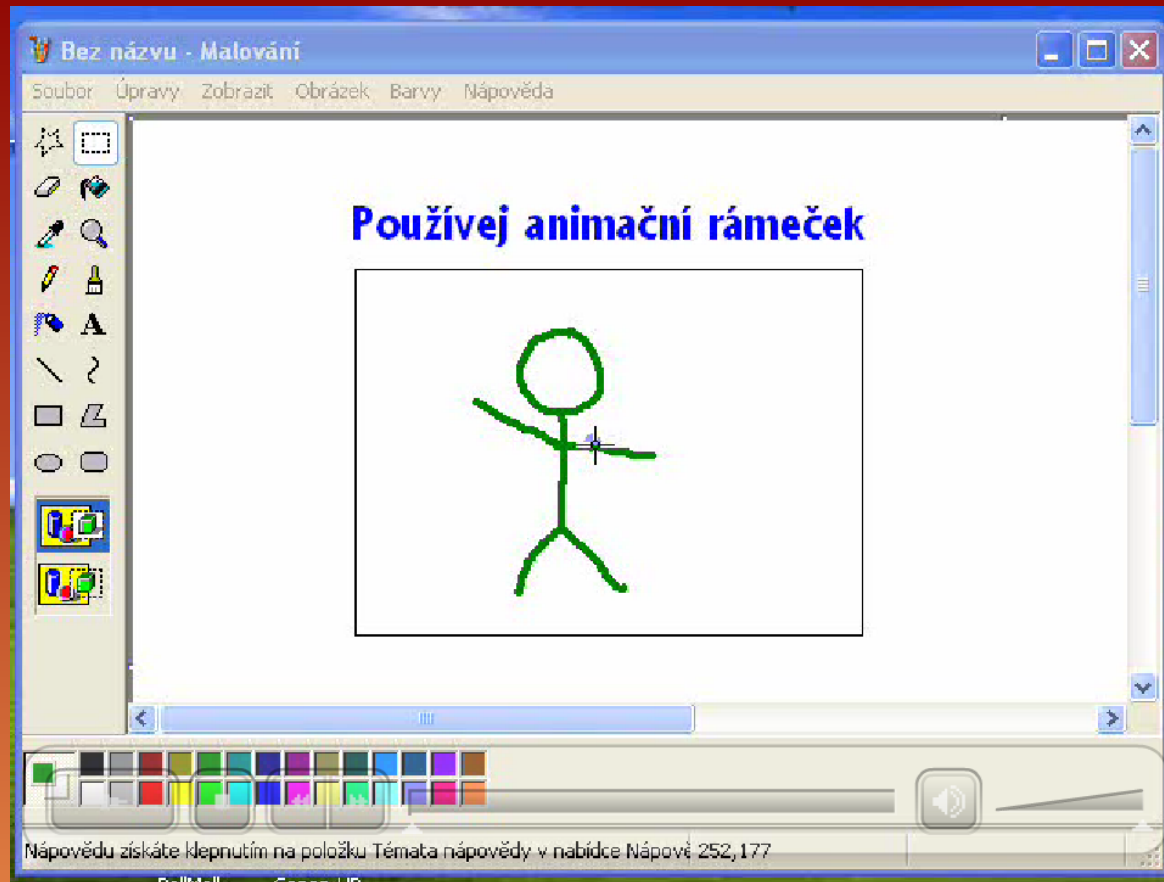 Bez názvu - Malování
Soubor Úpravy Zobrazit Obrázek Barvy Nápověda
A
Používej animační rámeček
Nápovědu získáte klepnutím na položku Témata nápovědy v nabídce Nápově 252,177